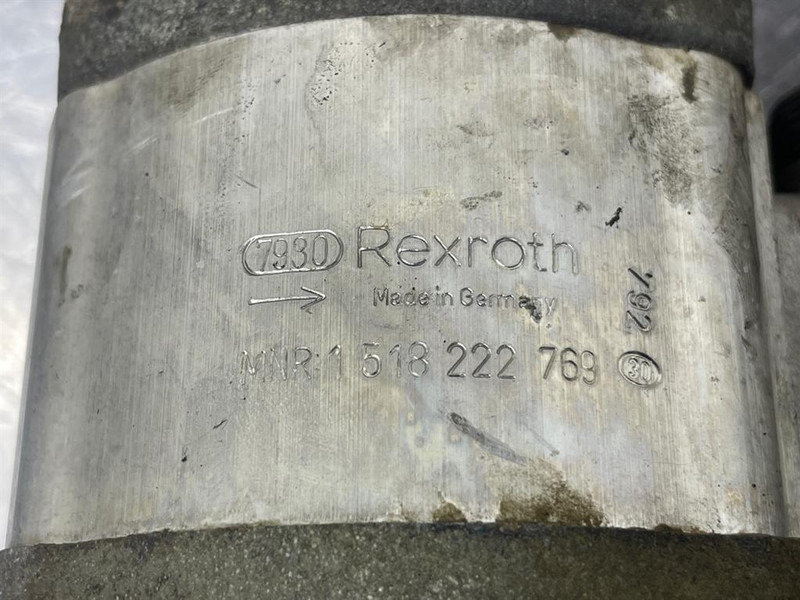 7930 Rexroth
Made in Germany
MNR:1 518 222 769
792
30